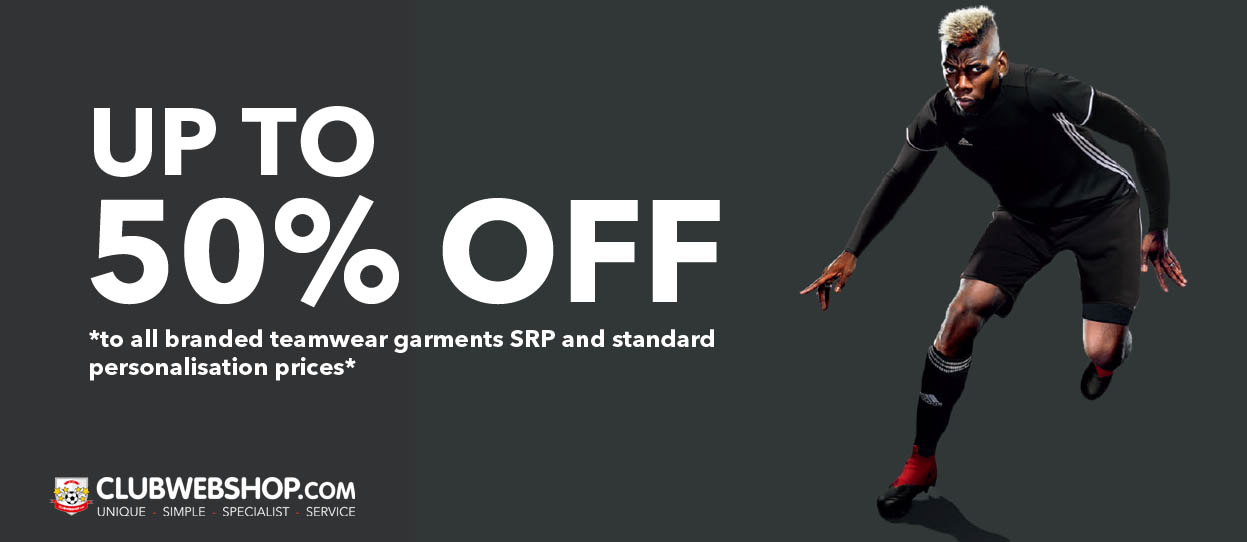 UP TO
50% OFF
*to all branded teamwear garments SRP and standard
personalisation prices*
CLUBWEBSHOP.COM
UNIQUE - SIMPLE - SPECIALIST - SERVICE